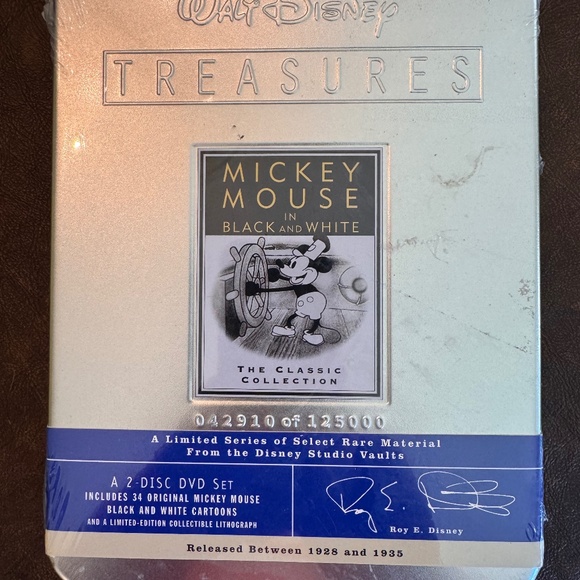 Walt Disney
TREASURES
MICKEY
MOUSE
IN
BLACK AND WHITE
THE CLASSIC
COLLECTION
042910 of 125000
A Limited Series of Select Rare Material
From the Disney Studio Vaults
A 2-DISC DVD SET
INCLUDES 34 ORIGINAL MICKEY MOUSE
BLACK AND WHITE CARTOONS
AND A LIMITED-EDITION COLLECTIBLE LITHOGRAPH
Roy E. Disney
Roy E. Disney
Released Between 1928 and 1935